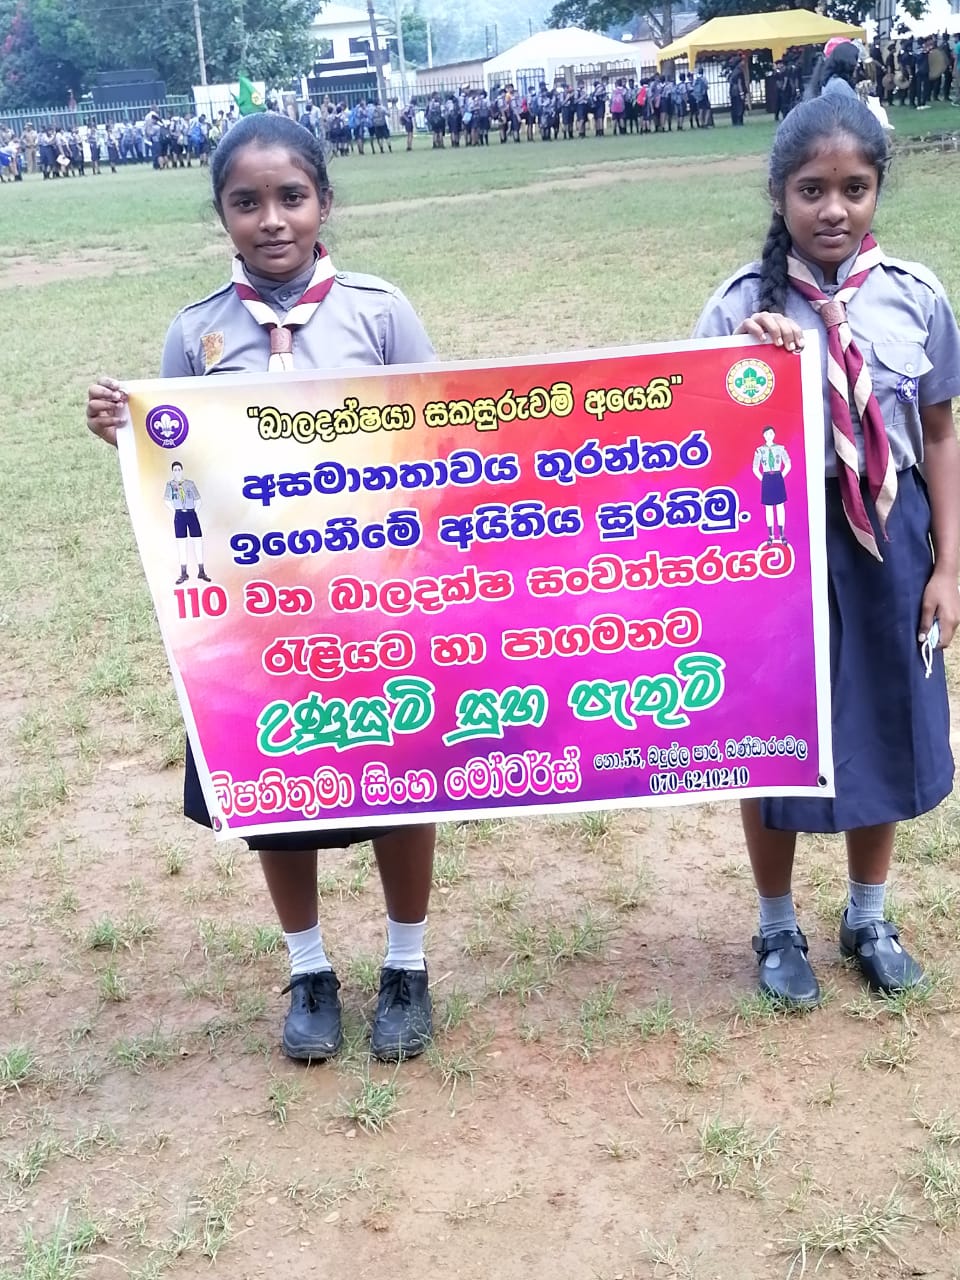 "බාලදක්ෂයා සකසුරුවම් අයෙකි"
අසමානතාවය තුරන්කර
ඉගෙනීමේ අයිතිය සුරකිමු.
110 වන බාලදක්ෂ සංවත්සරයට
රැළියට හා පාගමනට
උණුසුම් සුභ පැතුම්
ධිපතිතුමා සිංහ මෝටර්ස්
නො.55, බදුල්ල පාර, බණ්ඩාරවෙල
070-6240240